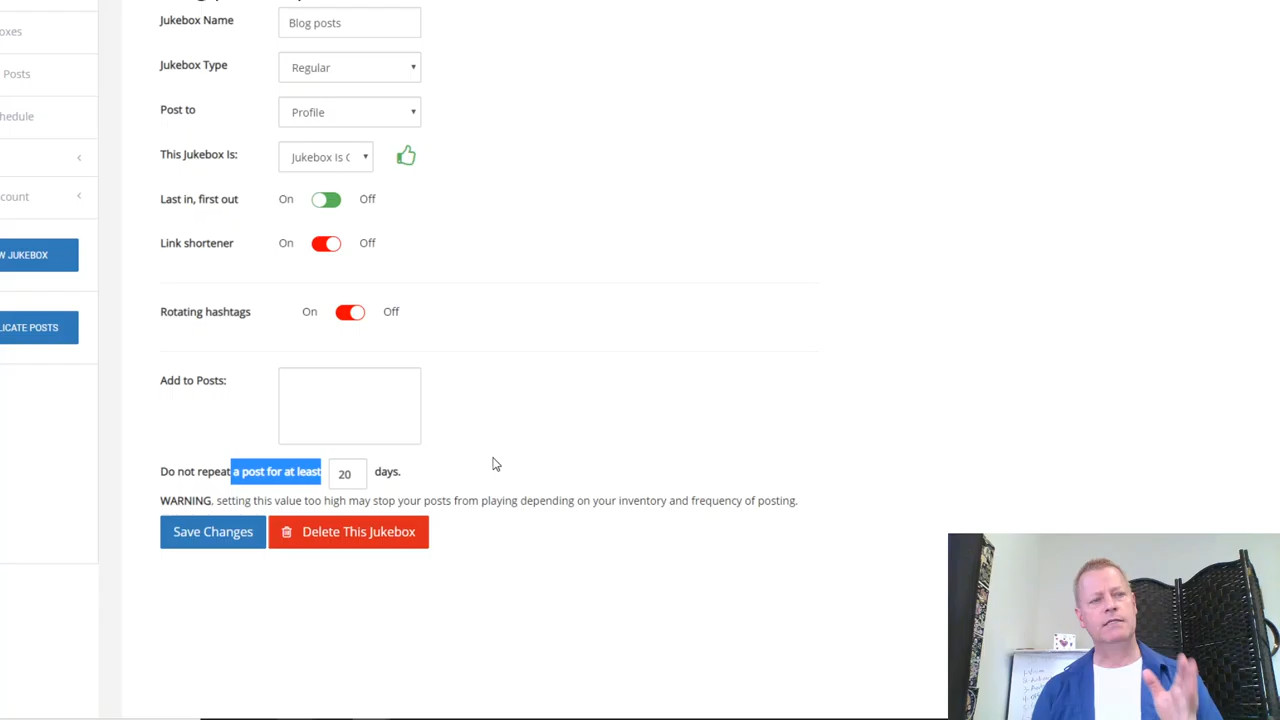 Jukebox Name
Blog posts
oxes
Jukebox Type
Regular
Posts
Post to
Profile
hedule
This Jukebox Is:
Jukebox Is (
count
Last in, first out
On
Off
Link shortener
On
Off
W JUKEBOX
Rotating hashtags
On
Off
LICATE POSTS
Add to Posts:
Do not repeat a post for at least 20 days.
WARNING. setting this value too high may stop your posts from playing depending on your inventory and frequency of posting.
Save Changes
Delete This Jukebox